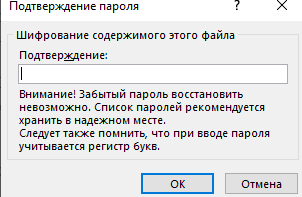 Подтверждение пароля
Шифрование содержимого этого файла
Подтверждение:
Внимание! Забытый пароль восстановить
невозможно. Список паролей рекомендуется
хранить в надежном месте.
Следует также помнить, что при вводе пароля
учитывается регистр букв.
ОК
Отмена